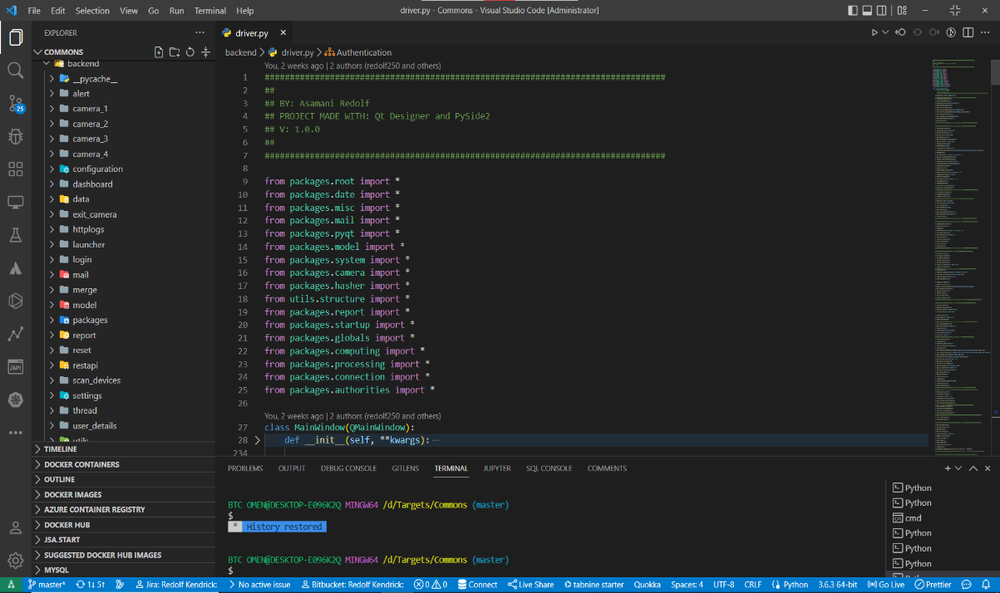 File Edit Selection View Go Run Terminal Help
driver.py - Commons - Visual Studio Code [Administrator]
EXPLORER
COMMONS
backend
__pycache__
alert
camera_1
camera_2
camera_3
camera_4
configuration
dashboard
data
exit_camera
httplogs
launcher
login
mail
merge
model
packages
report
reset
restapi
scan_devices
settings
thread
user_details
utils
TIMELINE
DOCKER CONTAINERS
OUTLINE
DOCKER IMAGES
AZURE CONTAINER REGISTRY
DOCKER HUB
JSA.START
SUGGESTED DOCKER HUB IMAGES
MYSQL
25
API
driver.py
backend > driver.py > Authentication
You, 2 weeks ago | 2 authors (redolf250 and others)
1 ################################################################################
2 ##
3 ## BY: Asamani Redolf
4 ## PROJECT MADE WITH: Qt Designer and PySide2
5 ## V: 1.0.0
6 ##
7 ################################################################################
8
9 from packages.root import *
10 from packages.date import *
11 from packages.misc import *
12 from packages.mail import *
13 from packages.pyqt import *
14 from packages.model import *
15 from packages.system import *
16 from packages.camera import *
17 from packages.hasher import *
18 from utils.structure import *
19 from packages.report import *
20 from packages.startup import *
21 from packages.globals import *
22 from packages.computing import *
23 from packages.processing import *
24 from packages.connection import *
25 from packages.authorities import *
26
You, 2 weeks ago | 2 authors (redolf250 and others)
27 class MainWindow(QMainWindow):
28 def __init__(self, **kwargs):…
234
PROBLEMS OUTPUT DEBUG CONSOLE GITLENS TERMINAL JUPYTER SQL CONSOLE COMMENTS
BTC OMEN@DESKTOP-E096K2Q MINGW64 /d/Targets/Commons (master)
$
* History restored
BTC OMEN@DESKTOP-E096K2Q MINGW64 /d/Targets/Commons (master)
$
Python
Python
cmd
Python
Python
Python
master* 1↓ 5↑ Jira: Redolf Kendrick: No active issue Bitbucket: Redolf Kendrick: 0 0 Connect Live Share tabnine starter Quokka Spaces: 4 UTF-8 CRLF Python 3.6.3 64-bit Go Live Prettier